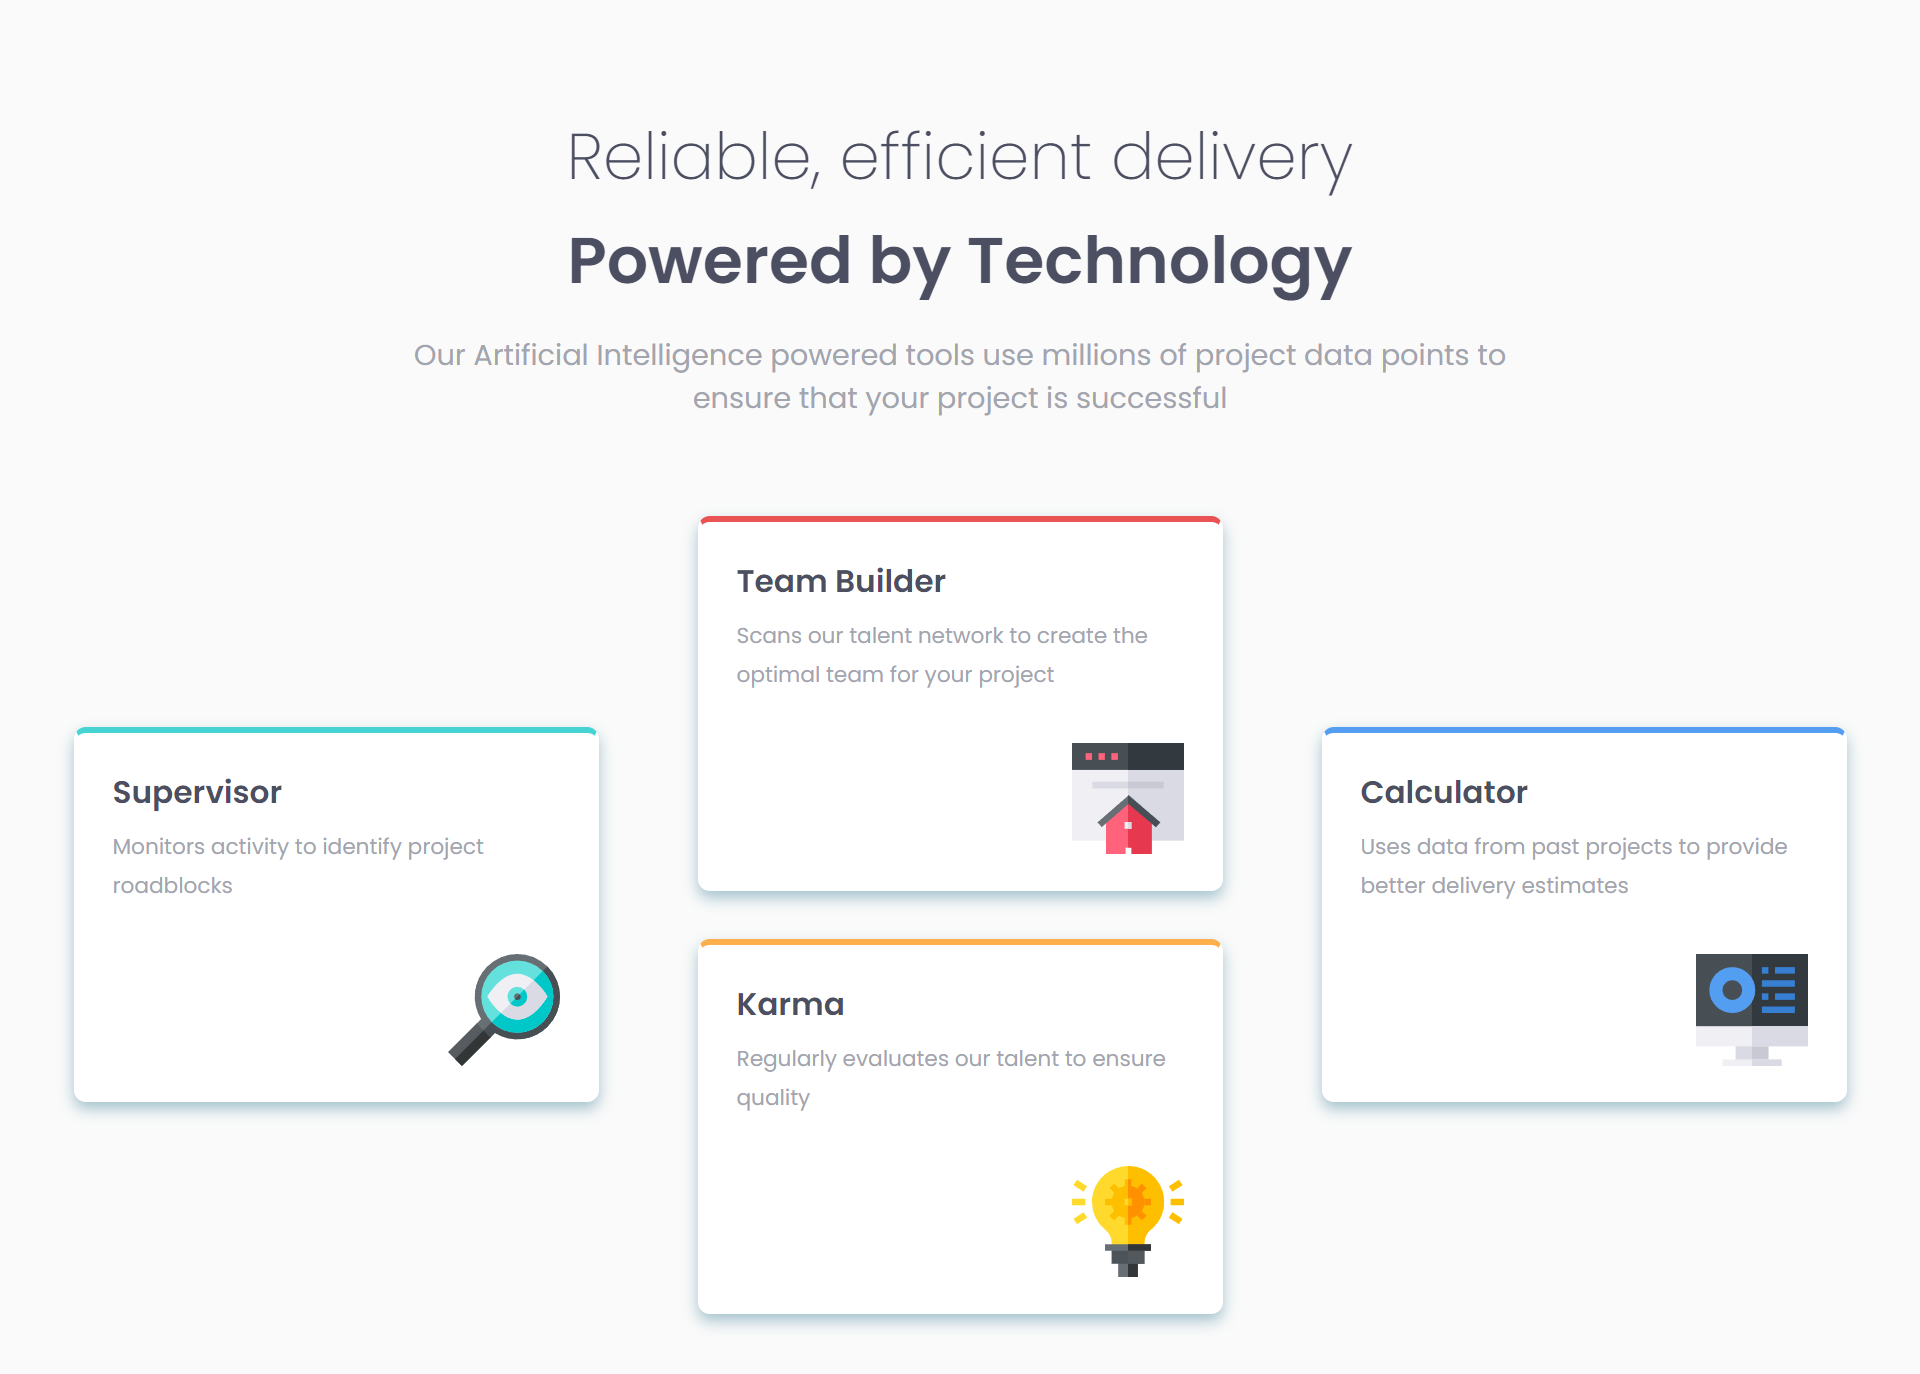 Reliable, efficient delivery
Powered by Technology
Our Artificial Intelligence powered tools use millions of project data points to
ensure that your project is successful
Team Builder
Scans our talent network to create the
optimal team for your project
Supervisor
Monitors activity to identify project
roadblocks
Calculator
Uses data from past projects to provide
better delivery estimates
Karma
Regularly evaluates our talent to ensure
quality